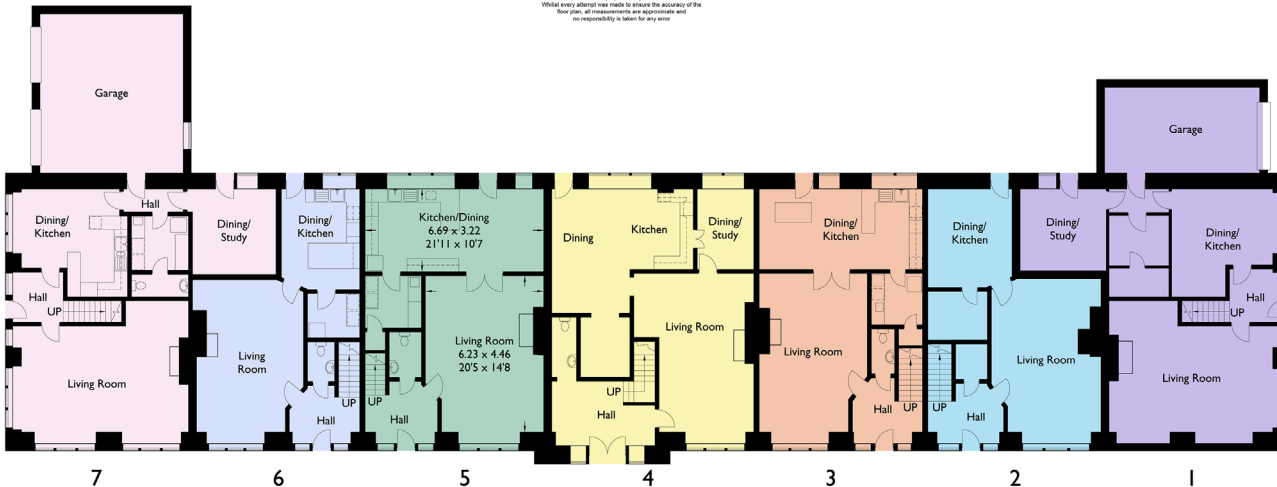 Whilst every attempt was made to ensure the accuracy of the
floor plan, all measurements are approximate and
no responsibility is taken for any error
Garage
Garage
Hall
Dining/
Kitchen
Dining/
Study
Hall
UP
Living Room
Dining/
Kitchen
Living
Room
UP
Hall
Kitchen/Dining
6.69 x 3.22
21'11 x 10'7
Living Room
6.23 x 4.46
20'5 x 14'8
UP
Hall
Dining
Kitchen
Dining/
Study
Living Room
UP
Hall
Dining/
Kitchen
Living Room
Hall
UP
Dining/
Kitchen
Living Room
UP
Hall
Dining/
Study
Dining/
Kitchen
Hall
UP
Living Room
7
6
5
4
3
2
1